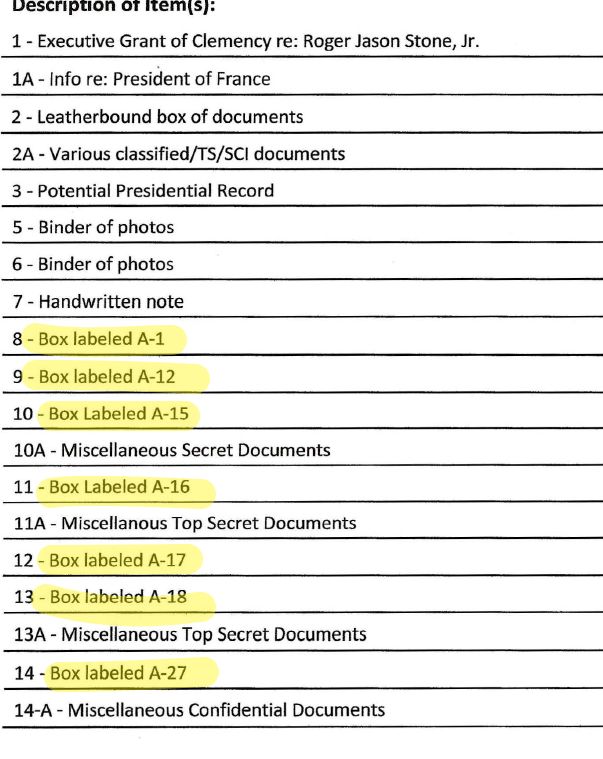 Description of Item(s):
1 - Executive Grant of Clemency re: Roger Jason Stone, Jr.
1A - Info re: President of France
2 - Leatherbound box of documents
2A - Various classified/TS/SCI documents
3 - Potential Presidential Record
5 - Binder of photos
6 - Binder of photos
7 - Handwritten note
8 - Box labeled A-1
9 - Box labeled A-12
10 - Box Labeled A-15
10A - Miscellaneous Secret Documents
11 - Box Labeled A-16
11A - Miscellanous Top Secret Documents
12 - Box labeled A-17
13 - Box labeled A-18
13A - Miscellaneous Top Secret Documents
14 - Box labeled A-27
14-A - Miscellaneous Confidential Documents